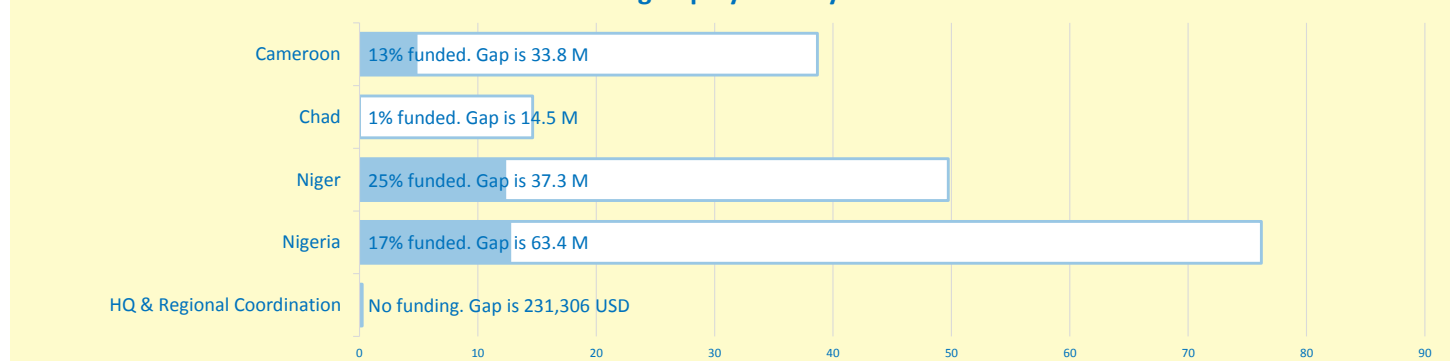 Cameroon 13% funded. Gap is 33.8 M
Chad 1% funded. Gap is 14.5 M
Niger 25% funded. Gap is 37.3 M
Nigeria 17% funded. Gap is 63.4 M
HQ & Regional Coordination No funding. Gap is 231,306 USD
0 10 20 30 40 50 60 70 80 90